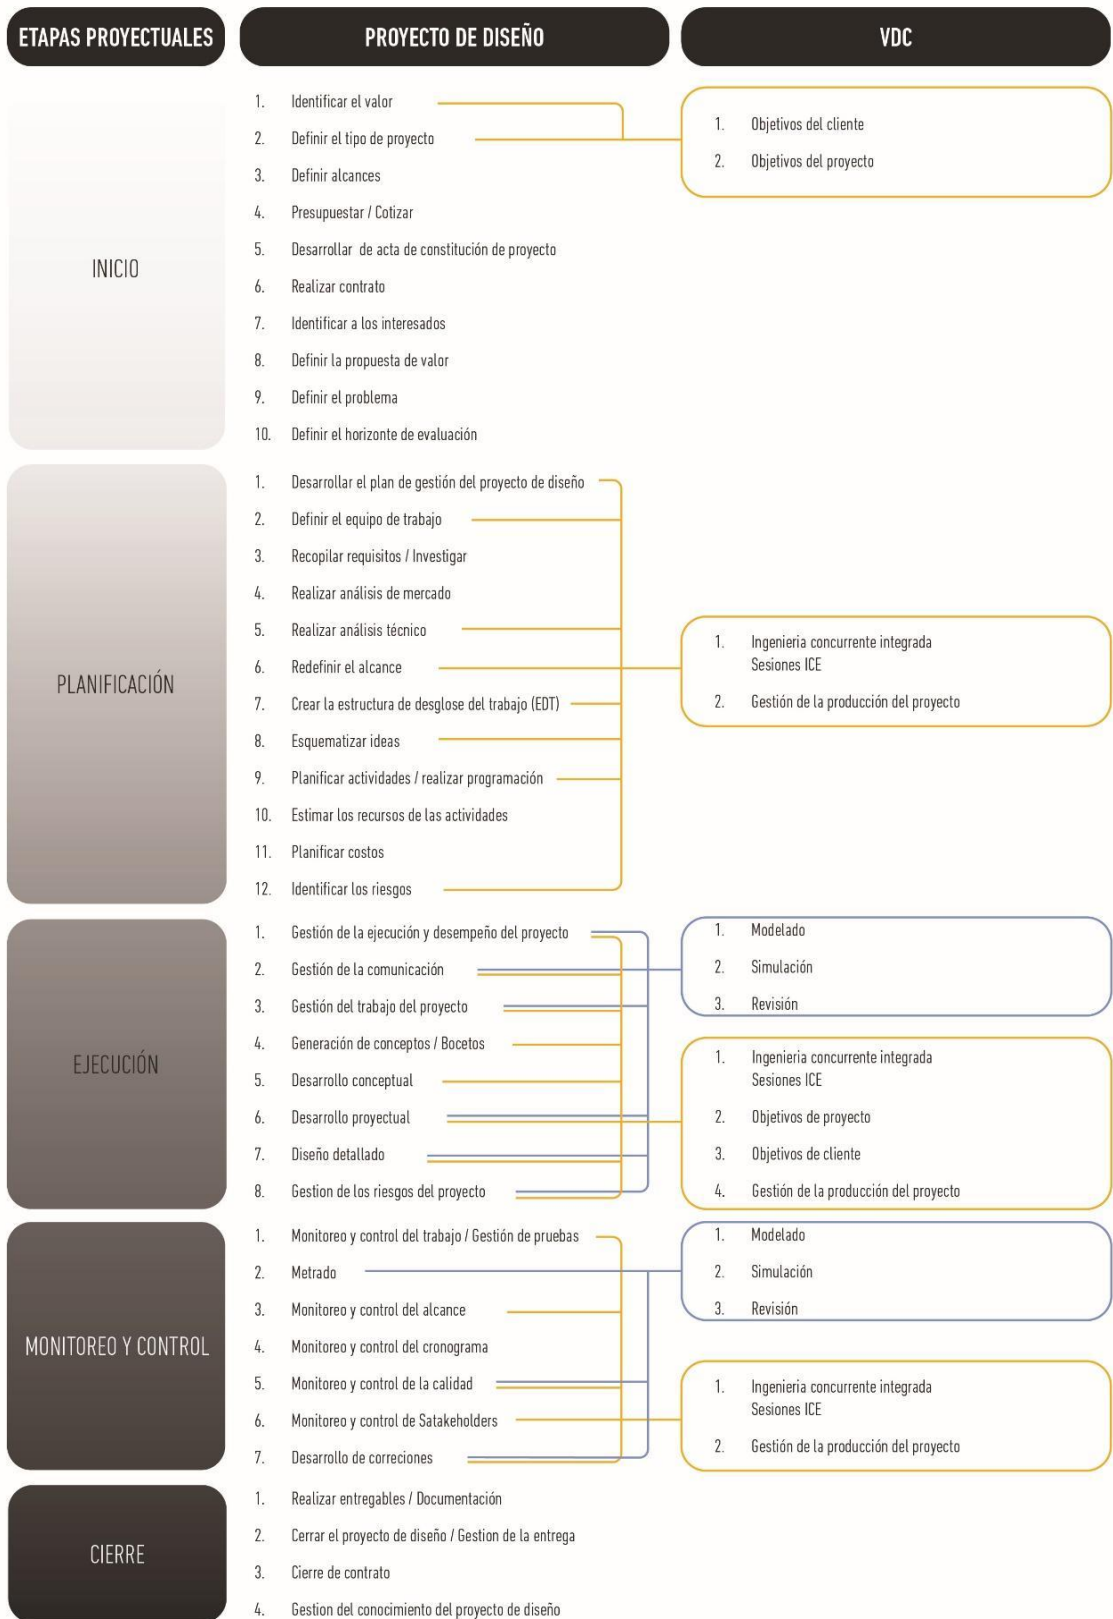 ETAPAS PROYECTUALES
PROYECTO DE DISEÑO
VDC
INICIO
1. Identificar el valor
2. Definir el tipo de proyecto
3. Definir alcances
4. Presupuestar / Cotizar
5. Desarrollar de acta de constitución de proyecto
6. Realizar contrato
7. Identificar a los interesados
8. Definir la propuesta de valor
9. Definir el problema
10. Definir el horizonte de evaluación
1. Objetivos del cliente
2. Objetivos del proyecto
PLANIFICACIÓN
1. Desarrollar el plan de gestión del proyecto de diseño
2. Definir el equipo de trabajo
3. Recopilar requisitos / Investigar
4. Realizar análisis de mercado
5. Realizar análisis técnico
6. Redefinir el alcance
7. Crear la estructura de desglose del trabajo (EDT)
8. Esquematizar ideas
9. Planificar actividades / realizar programación
10. Estimar los recursos de las actividades
11. Planificar costos
12. Identificar los riesgos
1. Ingenieria concurrente integrada
Sesiones ICE
2. Gestión de la producción del proyecto
EJECUCIÓN
1. Gestión de la ejecución y desempeño del proyecto
2. Gestión de la comunicación
3. Gestión del trabajo del proyecto
4. Generación de conceptos / Bocetos
5. Desarrollo conceptual
6. Desarrollo proyectual
7. Diseño detallado
8. Gestion de los riesgos del proyecto
1. Modelado
2. Simulación
3. Revisión
1. Ingenieria concurrente integrada
Sesiones ICE
2. Objetivos de proyecto
3. Objetivos de cliente
4. Gestión de la producción del proyecto
MONITOREO Y CONTROL
1. Monitoreo y control del trabajo / Gestión de pruebas
2. Metrado
3. Monitoreo y control del alcance
4. Monitoreo y control del cronograma
5. Monitoreo y control de la calidad
6. Monitoreo y control de Satakeholders
7. Desarrollo de correciones
1. Modelado
2. Simulación
3. Revisión
1. Ingenieria concurrente integrada
Sesiones ICE
2. Gestión de la producción del proyecto
CIERRE
1. Realizar entregables / Documentación
2. Cerrar el proyecto de diseño / Gestion de la entrega
3. Cierre de contrato
4. Gestion del conocimiento del proyecto de diseño